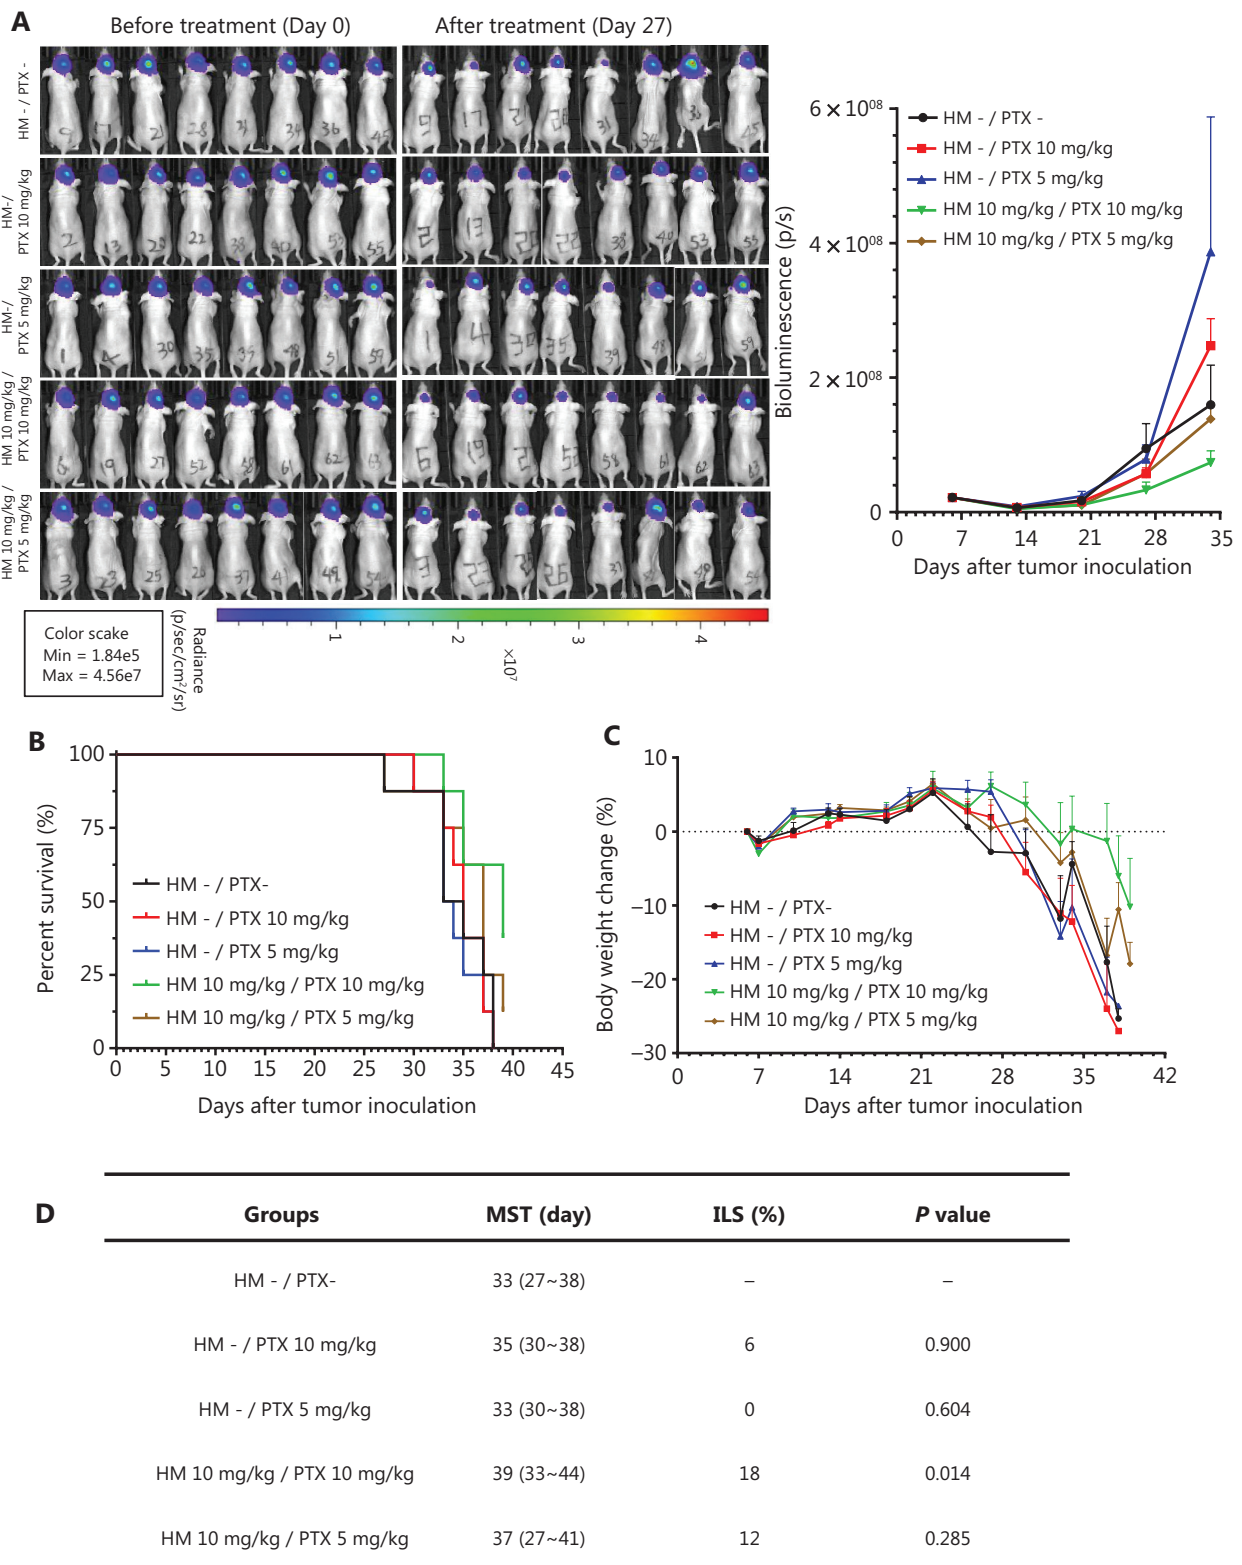 A
Before treatment (Day 0)
After treatment (Day 27)
HM - / PTX -
HM-/
PTX 10 mg/kg
HM-/
PTX 5 mg/kg
HM 10 mg/kg /
PTX 10 mg/kg
HM 10 mg/kg /
PTX 5 mg/kg
Color scake
Min = 1.84e5
Max = 4.56e7
Radiance
(p/sec/cm²/sr)
1 2 3 4
×10⁷
6 × 10⁰⁸
4 × 10⁰⁸
2 × 10⁰⁸
0
Bioluminescence (p/s)
HM - / PTX -
HM - / PTX 10 mg/kg
HM - / PTX 5 mg/kg
HM 10 mg/kg / PTX 10 mg/kg
HM 10 mg/kg / PTX 5 mg/kg
0 7 14 21 28 35
Days after tumor inoculation
B
100
75
50
25
0
Percent survival (%)
HM - / PTX-
HM - / PTX 10 mg/kg
HM - / PTX 5 mg/kg
HM 10 mg/kg / PTX 10 mg/kg
HM 10 mg/kg / PTX 5 mg/kg
0 5 10 15 20 25 30 35 40 45
Days after tumor inoculation
C
10
0
−10
−20
−30
Body weight change (%)
HM - / PTX-
HM - / PTX 10 mg/kg
HM - / PTX 5 mg/kg
HM 10 mg/kg / PTX 10 mg/kg
HM 10 mg/kg / PTX 5 mg/kg
0 7 14 21 28 35 42
Days after tumor inoculation
D
Groups MST (day) ILS (%) P value
HM - / PTX- 33 (27~38) – –
HM - / PTX 10 mg/kg 35 (30~38) 6 0.900
HM - / PTX 5 mg/kg 33 (30~38) 0 0.604
HM 10 mg/kg / PTX 10 mg/kg 39 (33~44) 18 0.014
HM 10 mg/kg / PTX 5 mg/kg 37 (27~41) 12 0.285